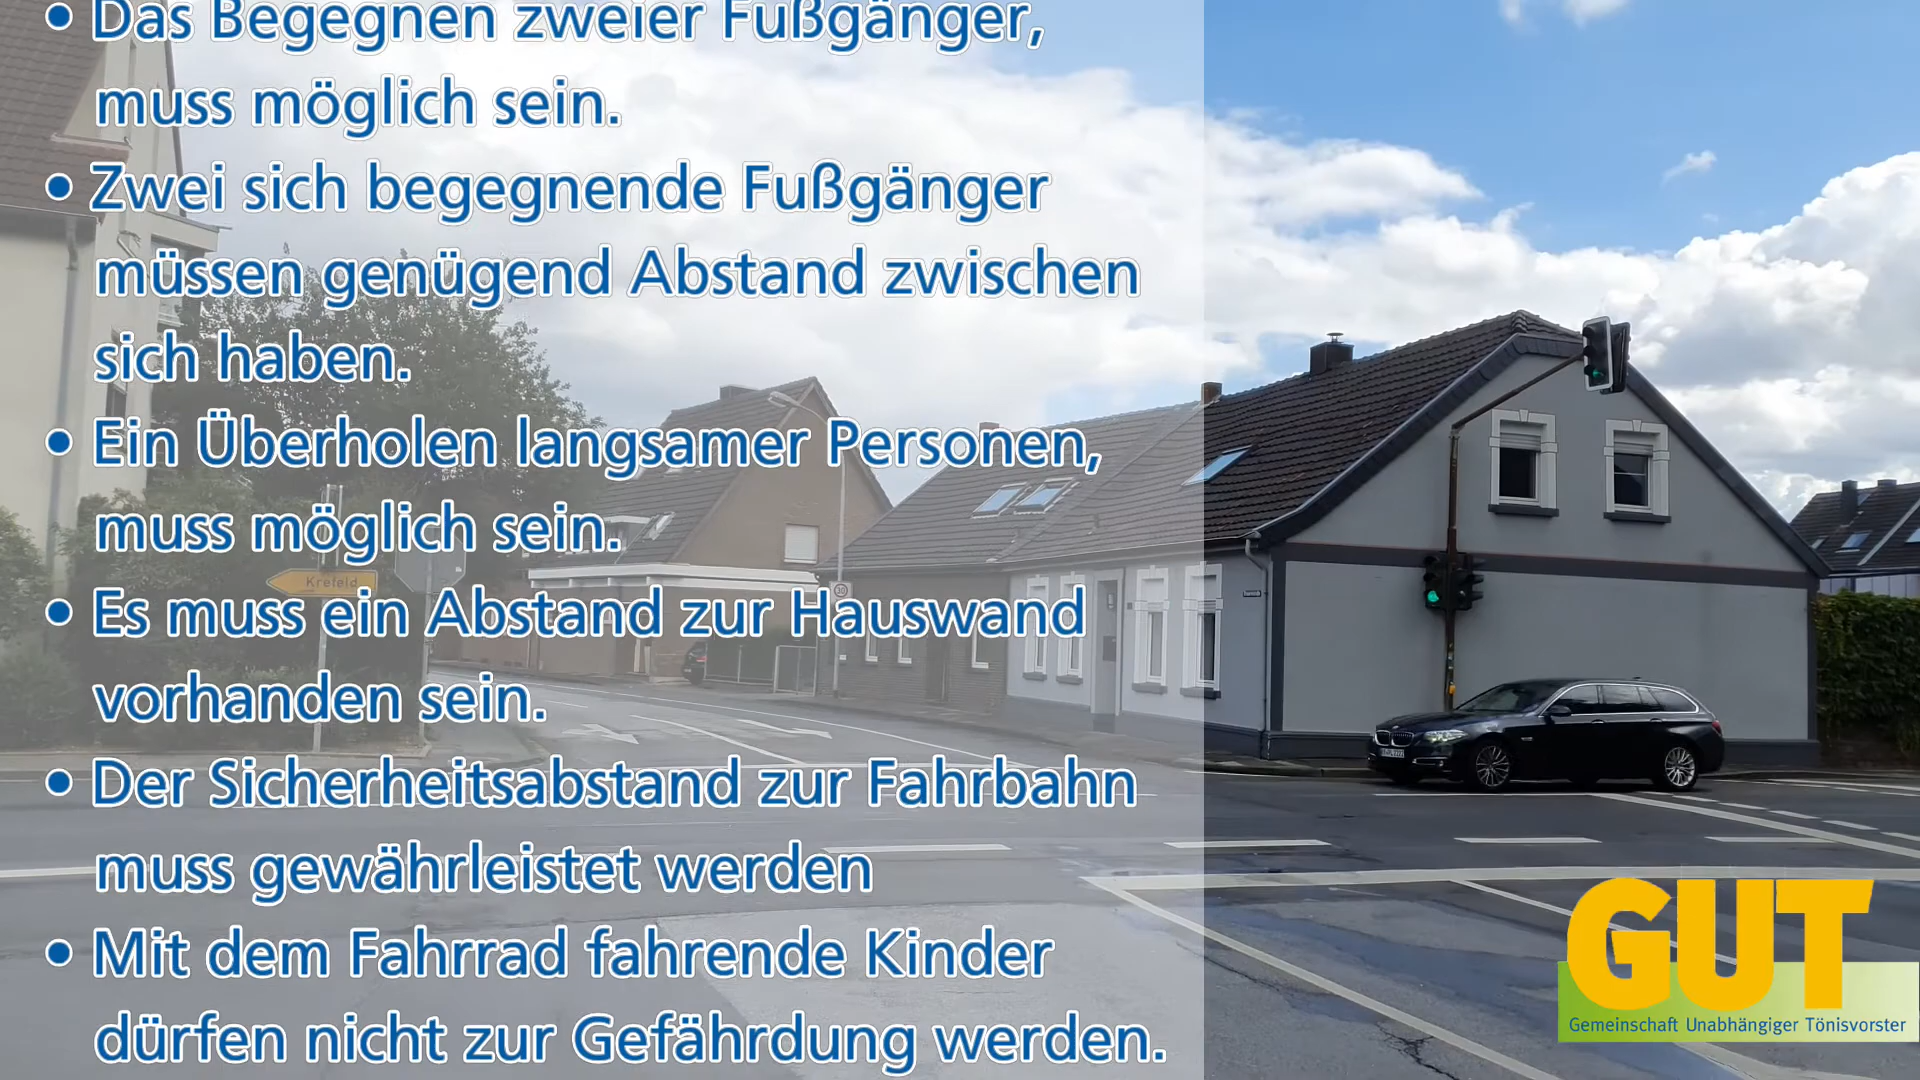 • Das Begegnen zweier Fußgänger,
muss möglich sein.
• Zwei sich begegnende Fußgänger
müssen genügend Abstand zwischen
sich haben.
• Ein Überholen langsamer Personen,
muss möglich sein.
• Es muss ein Abstand zur Hauswand
vorhanden sein.
• Der Sicherheitsabstand zur Fahrbahn
muss gewährleistet werden
• Mit dem Fahrrad fahrende Kinder
dürfen nicht zur Gefährdung werden.
Krefeld
30
GUT
Gemeinschaft Unabhängiger Tönisvorster